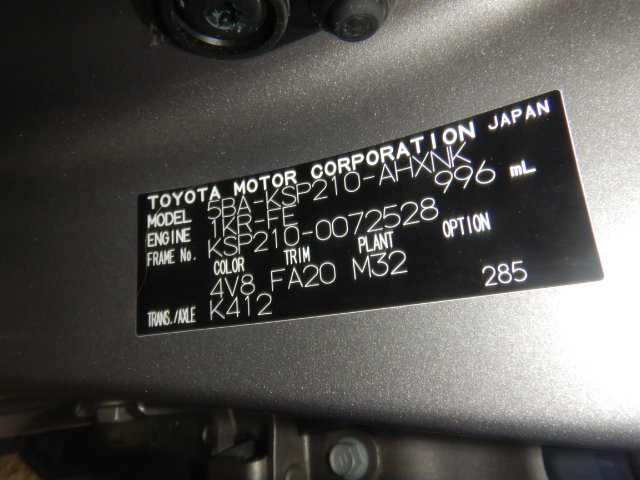 TOYOTA MOTOR CORPORATION JAPAN
MODEL 5BA-KSP210-AHXNK
ENGINE 1KR-FE 996 mL
FRAME No. KSP210-0072528
COLOR TRIM PLANT OPTION
4V8 FA20 M32
TRANS./AXLE K412 285